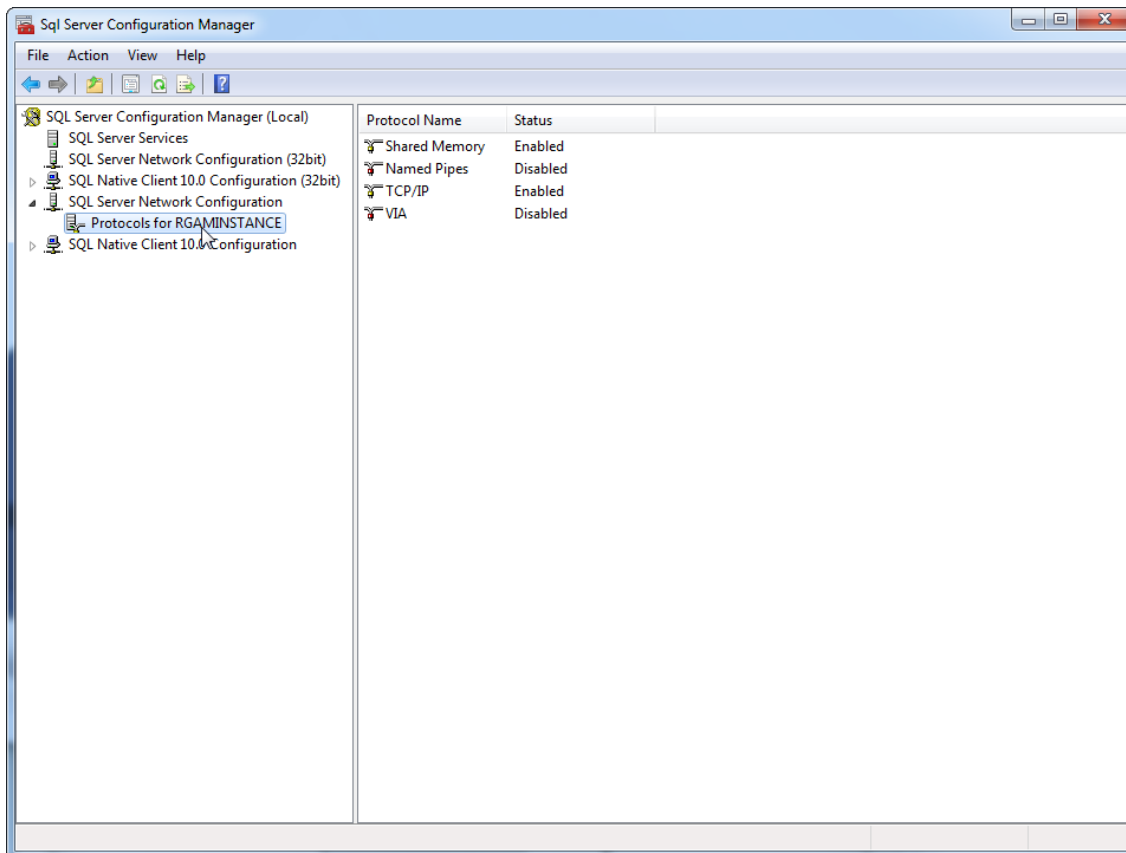 Sql Server Configuration Manager
File Action View Help
SQL Server Configuration Manager (Local)
SQL Server Services
SQL Server Network Configuration (32bit)
SQL Native Client 10.0 Configuration (32bit)
SQL Server Network Configuration
Protocols for RGAMINSTANCE
SQL Native Client 10.0 Configuration
Protocol Name Status
Shared Memory Enabled
Named Pipes Disabled
TCP/IP Enabled
VIA Disabled